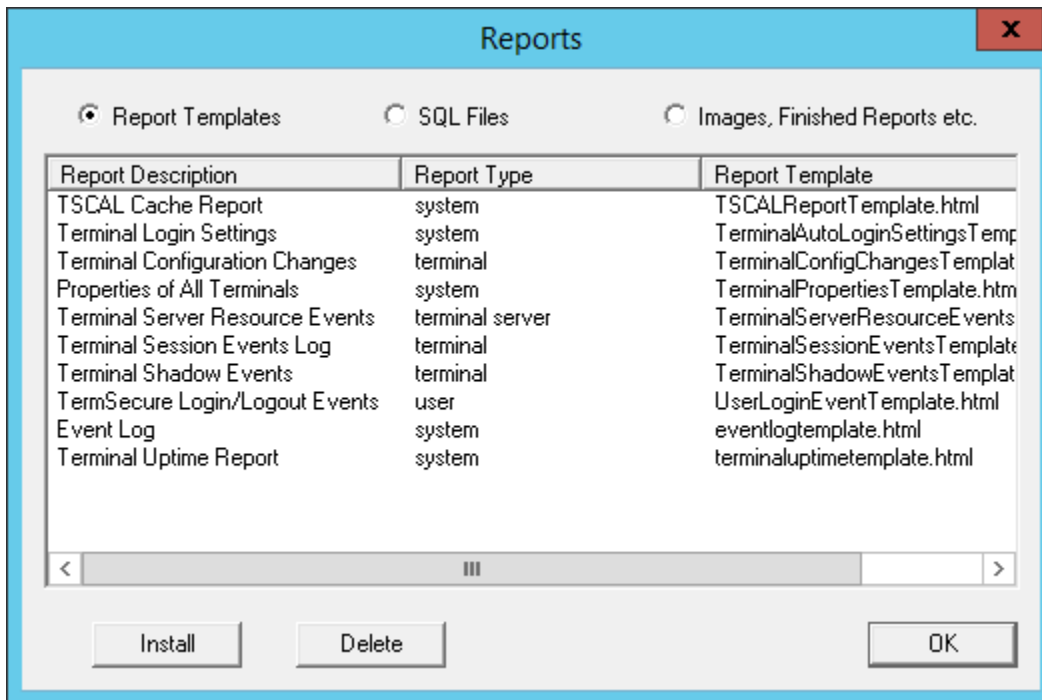 Reports
x
Report Templates SQL Files Images, Finished Reports etc.
Report Description Report Type Report Template
TSCAL Cache Report system TSCALReportTemplate.html
Terminal Login Settings system TerminalAutoLoginSettingsTemp
Terminal Configuration Changes terminal TerminalConfigChangesTemplat
Properties of All Terminals system TerminalPropertiesTemplate.htm
Terminal Server Resource Events terminal server TerminalServerResourceEvents
Terminal Session Events Log terminal TerminalSessionEventsTemplate
Terminal Shadow Events terminal TerminalShadowEventsTemplat
TermSecure Login/Logout Events user UserLoginEventTemplate.html
Event Log system eventlogtemplate.html
Terminal Uptime Report system terminaluptimetemplate.html
Install Delete OK